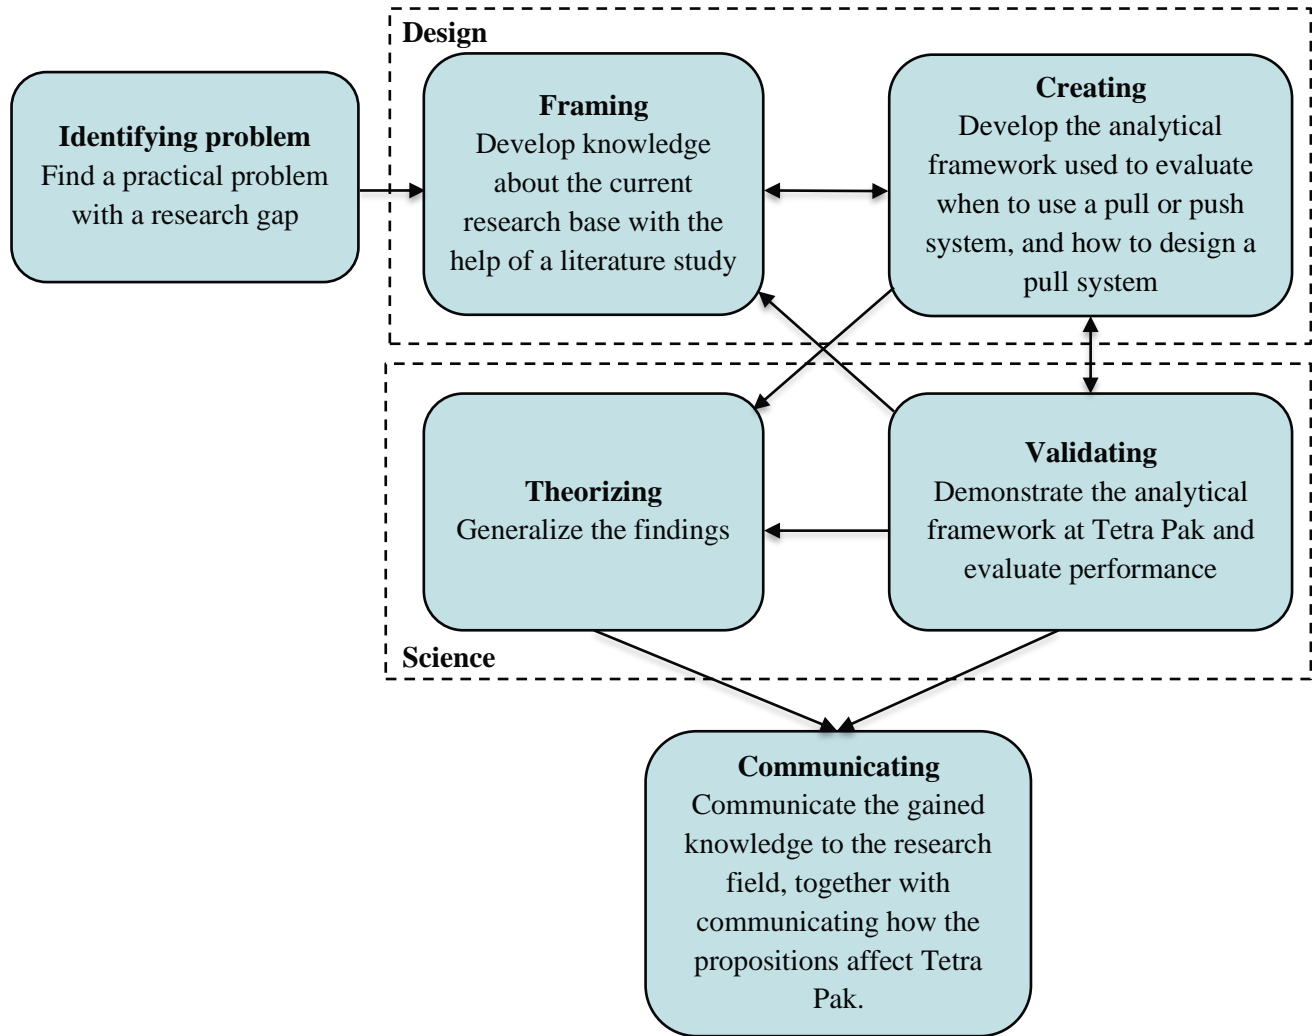 Design
Identifying problem
Find a practical problem
with a research gap
Framing
Develop knowledge
about the current
research base with the
help of a literature study
Creating
Develop the analytical
framework used to evaluate
when to use a pull or push
system, and how to design a
pull system
Theorizing
Generalize the findings
Validating
Demonstrate the analytical
framework at Tetra Pak and
evaluate performance
Science
Communicating
Communicate the gained
knowledge to the research
field, together with
communicating how the
propositions affect Tetra
Pak.